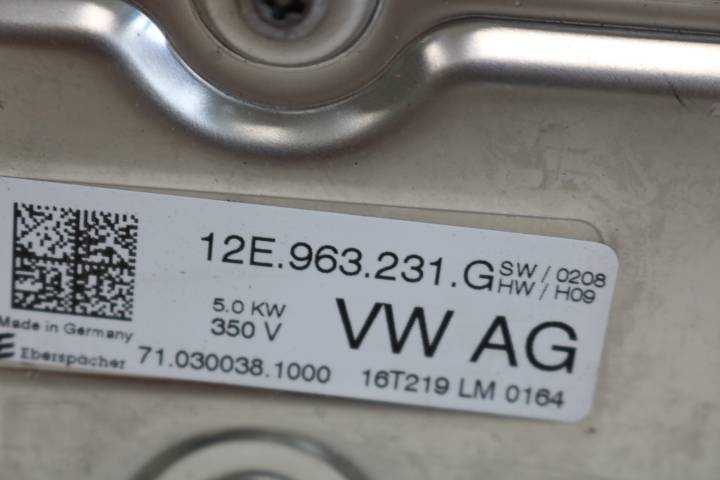 12E.963.231.G SW / 0208
HW / H09
5.0 KW
350 V
VW AG
Made in Germany
Eberspächer 71.030038.1000
16T219 LM 0164